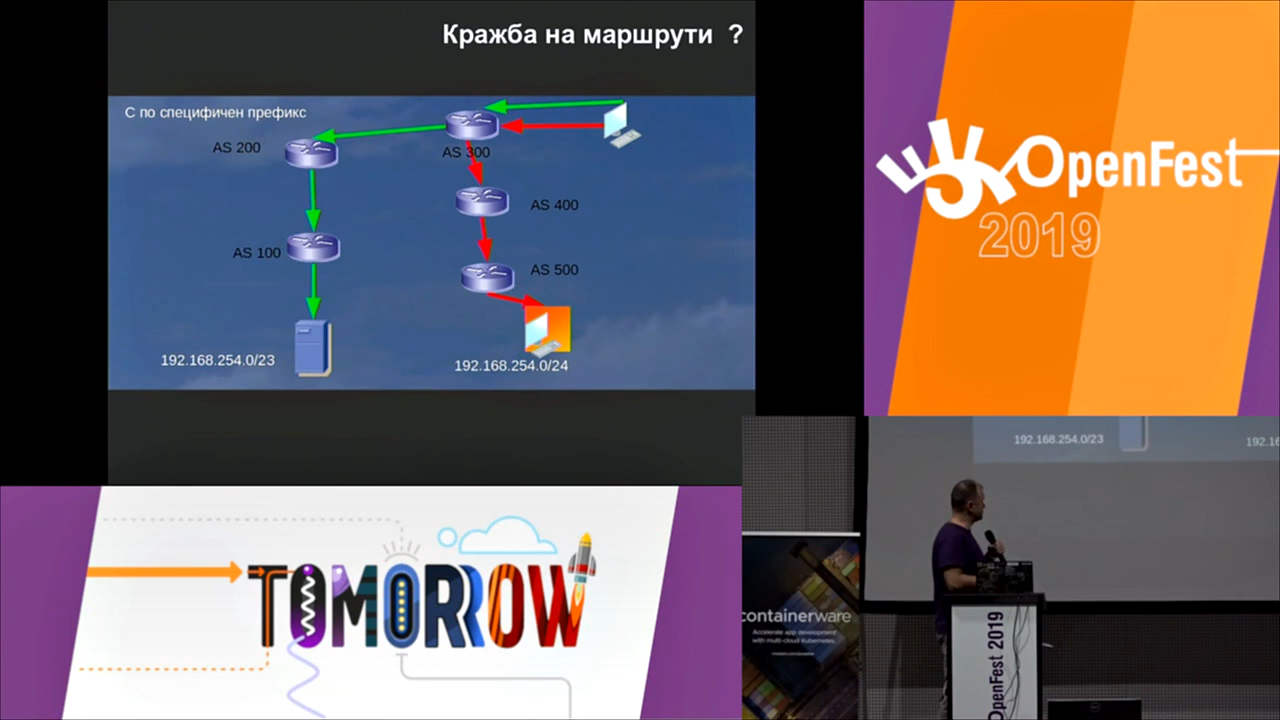 Кражба на маршрути ?
С по специфичен префикс
AS 200
AS 300
AS 400
AS 100
AS 500
192.168.254.0/23
192.168.254.0/24
OpenFest
2019
TOMORROW
192.168.254.0/23
192.16
containerware
Accelerate app development
with multi-cloud Kubernetes.
OpenFest 2019